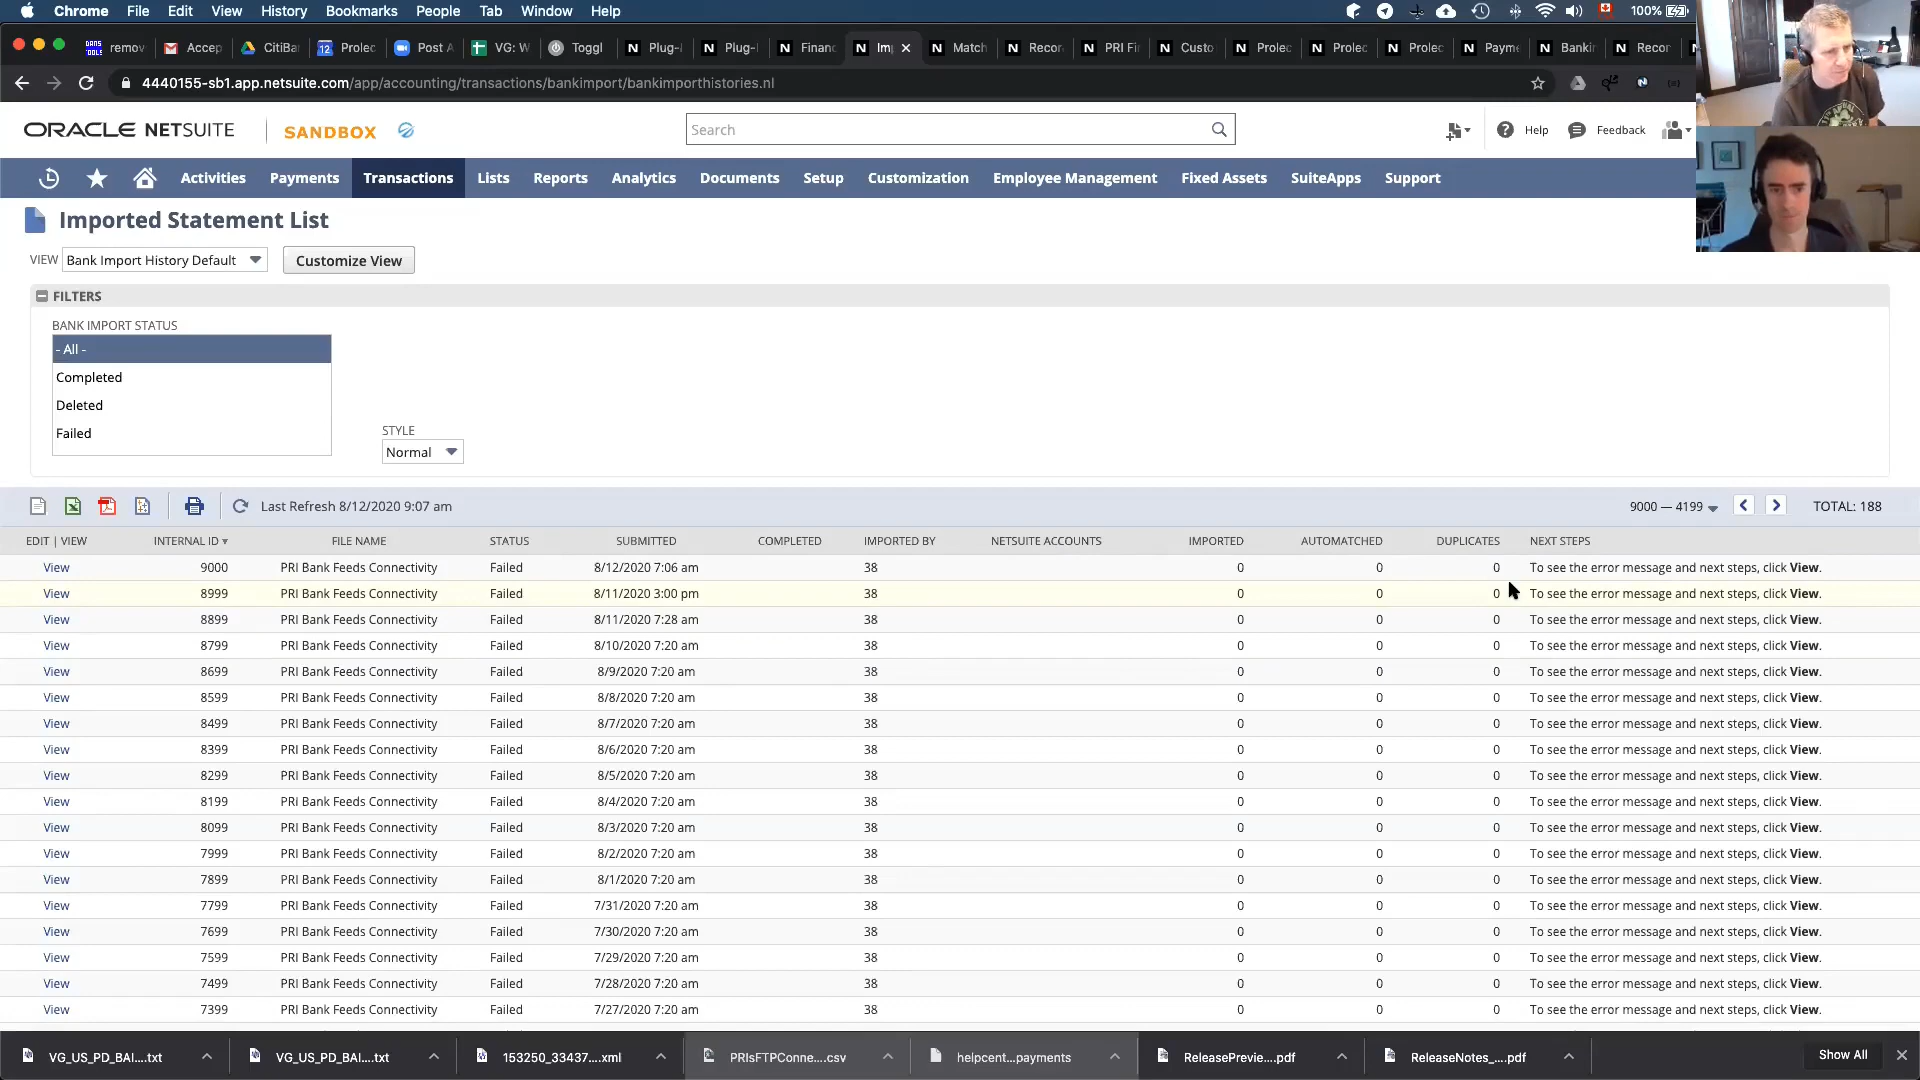 Chrome File Edit View History Bookmarks People Tab Window Help 100%
remov Accep CitiBa 12 Prolec Post A VG: W Toggl Plug- Plug- Financ Im Match Recor PRI Fi Custo Prolec Prolec Prolec Payme Bankir Recon
4440155-sb1.app.netsuite.com/app/accounting/transactions/bankimport/bankimporthistories.nl
ORACLE NETSUITE SANDBOX Search Help Feedback
Activities Payments Transactions Lists Reports Analytics Documents Setup Customization Employee Management Fixed Assets SuiteApps Support
Imported Statement List
VIEW Bank Import History Default Customize View
FILTERS
BANK IMPORT STATUS
- All -
Completed
Deleted
Failed
STYLE
Normal
Last Refresh 8/12/2020 9:07 am 9000 — 4199 TOTAL: 188
EDIT | VIEW INTERNAL ID FILE NAME STATUS SUBMITTED COMPLETED IMPORTED BY NETSUITE ACCOUNTS IMPORTED AUTOMATCHED DUPLICATES NEXT STEPS
View 9000 PRI Bank Feeds Connectivity Failed 8/12/2020 7:06 am 38 0 0 0 To see the error message and next steps, click View.
View 8999 PRI Bank Feeds Connectivity Failed 8/11/2020 3:00 pm 38 0 0 0 To see the error message and next steps, click View.
View 8899 PRI Bank Feeds Connectivity Failed 8/11/2020 7:28 am 38 0 0 0 To see the error message and next steps, click View.
View 8799 PRI Bank Feeds Connectivity Failed 8/10/2020 7:20 am 38 0 0 0 To see the error message and next steps, click View.
View 8699 PRI Bank Feeds Connectivity Failed 8/9/2020 7:20 am 38 0 0 0 To see the error message and next steps, click View.
View 8599 PRI Bank Feeds Connectivity Failed 8/8/2020 7:20 am 38 0 0 0 To see the error message and next steps, click View.
View 8499 PRI Bank Feeds Connectivity Failed 8/7/2020 7:20 am 38 0 0 0 To see the error message and next steps, click View.
View 8399 PRI Bank Feeds Connectivity Failed 8/6/2020 7:20 am 38 0 0 0 To see the error message and next steps, click View.
View 8299 PRI Bank Feeds Connectivity Failed 8/5/2020 7:20 am 38 0 0 0 To see the error message and next steps, click View.
View 8199 PRI Bank Feeds Connectivity Failed 8/4/2020 7:20 am 38 0 0 0 To see the error message and next steps, click View.
View 8099 PRI Bank Feeds Connectivity Failed 8/3/2020 7:20 am 38 0 0 0 To see the error message and next steps, click View.
View 7999 PRI Bank Feeds Connectivity Failed 8/2/2020 7:20 am 38 0 0 0 To see the error message and next steps, click View.
View 7899 PRI Bank Feeds Connectivity Failed 8/1/2020 7:20 am 38 0 0 0 To see the error message and next steps, click View.
View 7799 PRI Bank Feeds Connectivity Failed 7/31/2020 7:20 am 38 0 0 0 To see the error message and next steps, click View.
View 7699 PRI Bank Feeds Connectivity Failed 7/30/2020 7:20 am 38 0 0 0 To see the error message and next steps, click View.
View 7599 PRI Bank Feeds Connectivity Failed 7/29/2020 7:20 am 38 0 0 0 To see the error message and next steps, click View.
View 7499 PRI Bank Feeds Connectivity Failed 7/28/2020 7:20 am 38 0 0 0 To see the error message and next steps, click View.
View 7399 PRI Bank Feeds Connectivity Failed 7/27/2020 7:20 am 38 0 0 0 To see the error message and next steps, click View.
VG_US_PD_BAI....txt VG_US_PD_BAI....txt 153250_33437....xml PRIsFTPConne....csv helpcent...payments ReleasePrevie....pdf ReleaseNotes_....pdf Show All